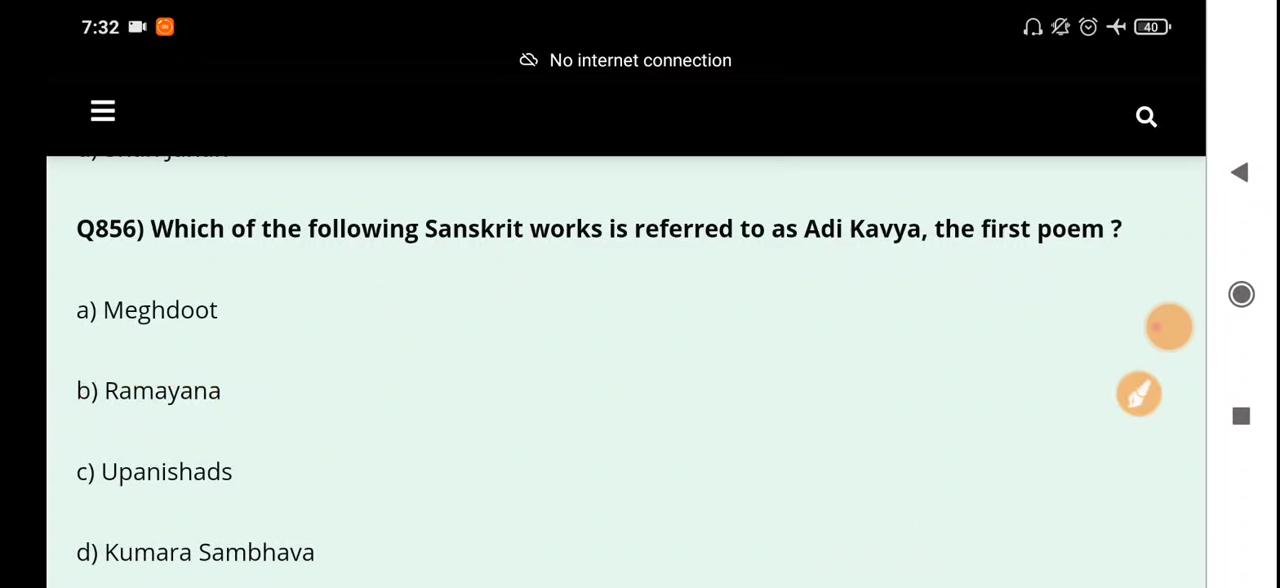 7:32
40
No internet connection
Q856) Which of the following Sanskrit works is referred to as Adi Kavya, the first poem ?
a) Meghdoot
b) Ramayana
c) Upanishads
d) Kumara Sambhava